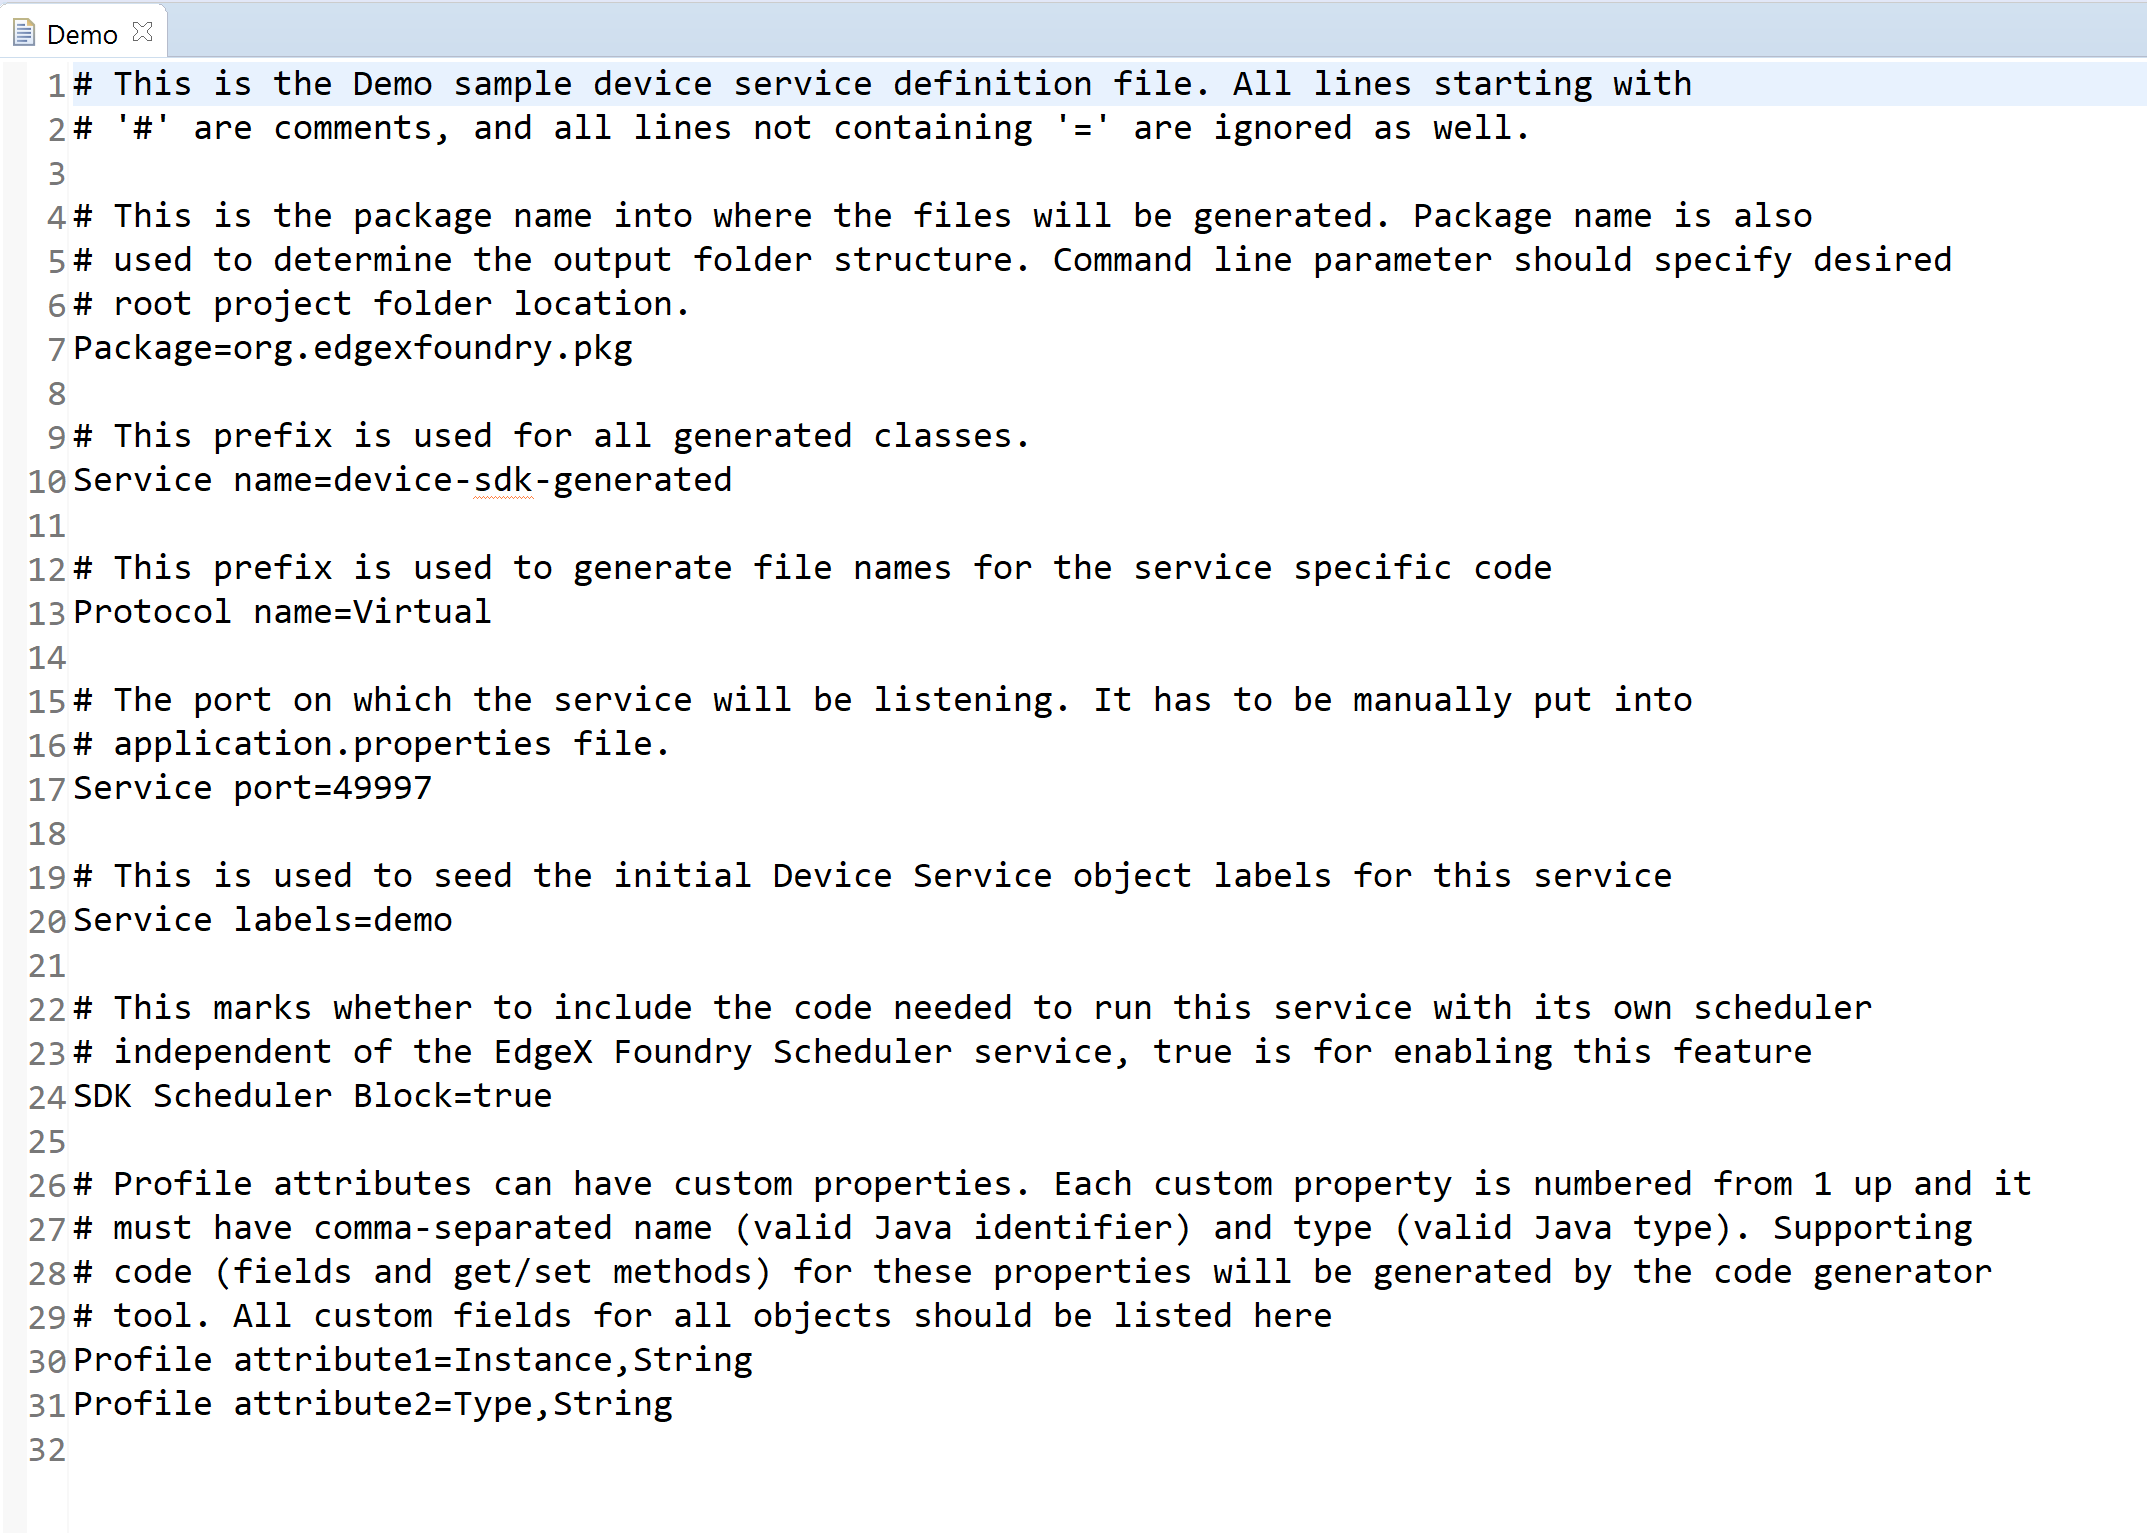 Demo
1 # This is the Demo sample device service definition file. All lines starting with
2 # '#' are comments, and all lines not containing '=' are ignored as well.
3
4 # This is the package name into where the files will be generated. Package name is also
5 # used to determine the output folder structure. Command line parameter should specify desired
6 # root project folder location.
7 Package=org.edgexfoundry.pkg
8
9 # This prefix is used for all generated classes.
10 Service name=device-sdk-generated
11
12 # This prefix is used to generate file names for the service specific code
13 Protocol name=Virtual
14
15 # The port on which the service will be listening. It has to be manually put into
16 # application.properties file.
17 Service port=49997
18
19 # This is used to seed the initial Device Service object labels for this service
20 Service labels=demo
21
22 # This marks whether to include the code needed to run this service with its own scheduler
23 # independent of the EdgeX Foundry Scheduler service, true is for enabling this feature
24 SDK Scheduler Block=true
25
26 # Profile attributes can have custom properties. Each custom property is numbered from 1 up and it
27 # must have comma-separated name (valid Java identifier) and type (valid Java type). Supporting
28 # code (fields and get/set methods) for these properties will be generated by the code generator
29 # tool. All custom fields for all objects should be listed here
30 Profile attribute1=Instance,String
31 Profile attribute2=Type,String
32